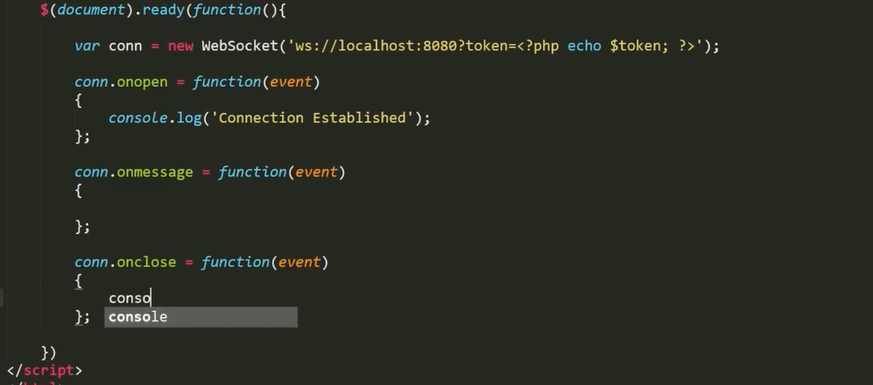 $(document).ready(function(){
var conn = new WebSocket('ws://localhost:8080?token=<?php echo $token; ?>');
conn.onopen = function(event)
{
console.log('Connection Established');
};
conn.onmessage = function(event)
{
};
conn.onclose = function(event)
{
conso
}; console
})
</script>